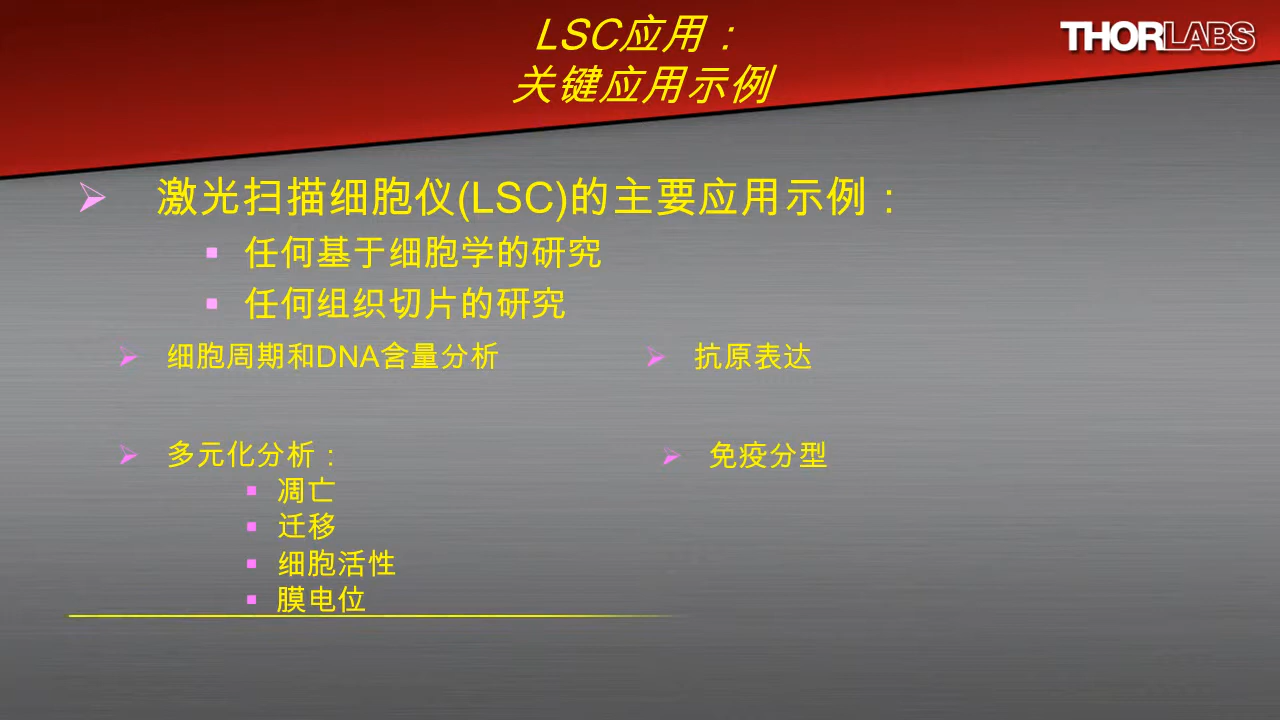 LSC应用：
关键应用示例
THORLABS
激光扫描细胞仪(LSC)的主要应用示例：
任何基于细胞学的研究
任何组织切片的研究
细胞周期和DNA含量分析
抗原表达
多元化分析：
免疫分型
凋亡
迁移
细胞活性
膜电位